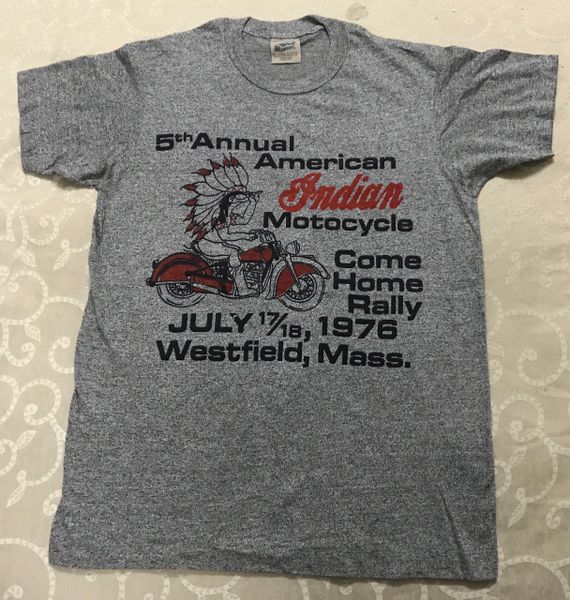 5th Annual
American
Indian
Motocycle
Come
Home
Rally
JULY 17/18, 1976
Westfield, Mass.